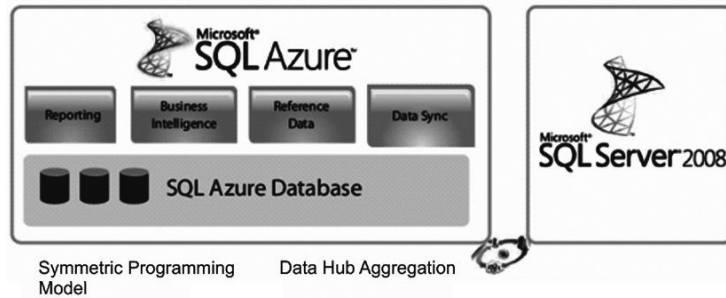 Microsoft®
SQL Azure™
Reporting
Business
Intelligence
Reference
Data
Data Sync
SQL Azure Database
Microsoft®
SQL Server 2008
Symmetric Programming
Model
Data Hub Aggregation